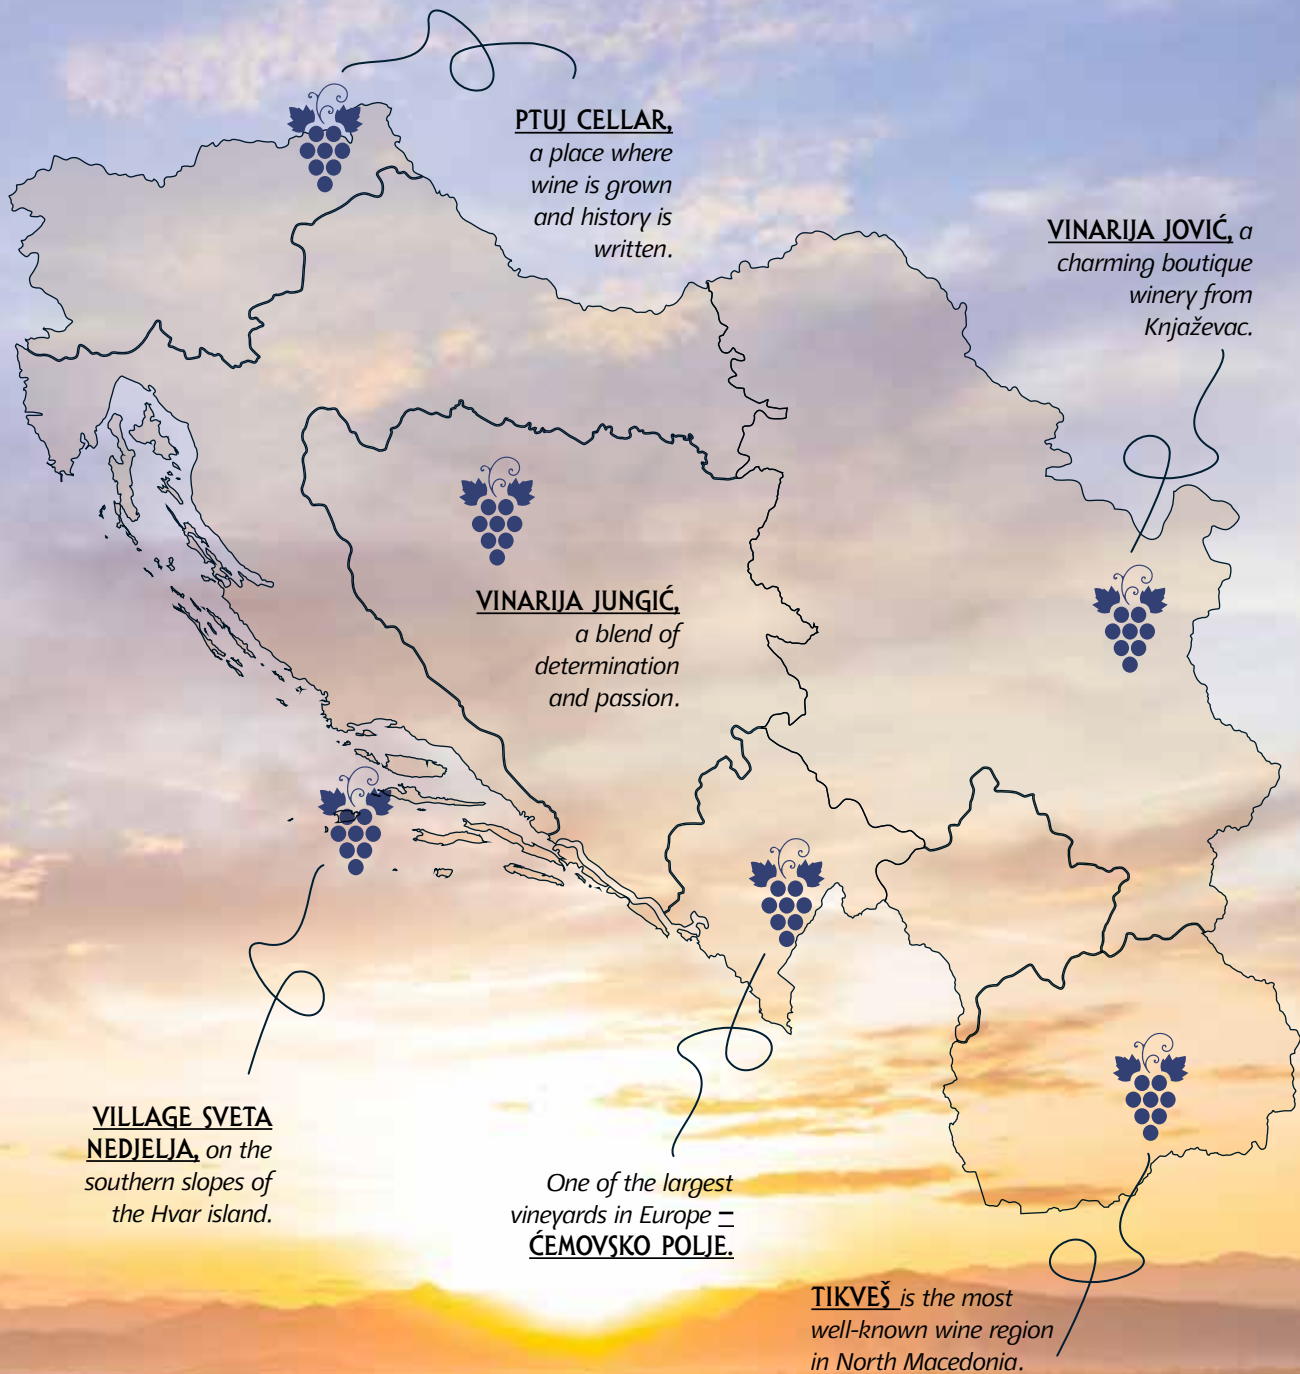 PTUJ CELLAR,
a place where
wine is grown
and history is
written.
VINARIJA JOVIĆ, a
charming boutique
winery from
Knjaževac.
VINARIJA JUNGIĆ,
a blend of
determination
and passion.
VILLAGE SVETA
NEDJELJA, on the
southern slopes of
the Hvar island.
One of the largest
vineyards in Europe –
ĆEMOVSKO POLJE.
TIKVEŠ is the most
well-known wine region
in North Macedonia.